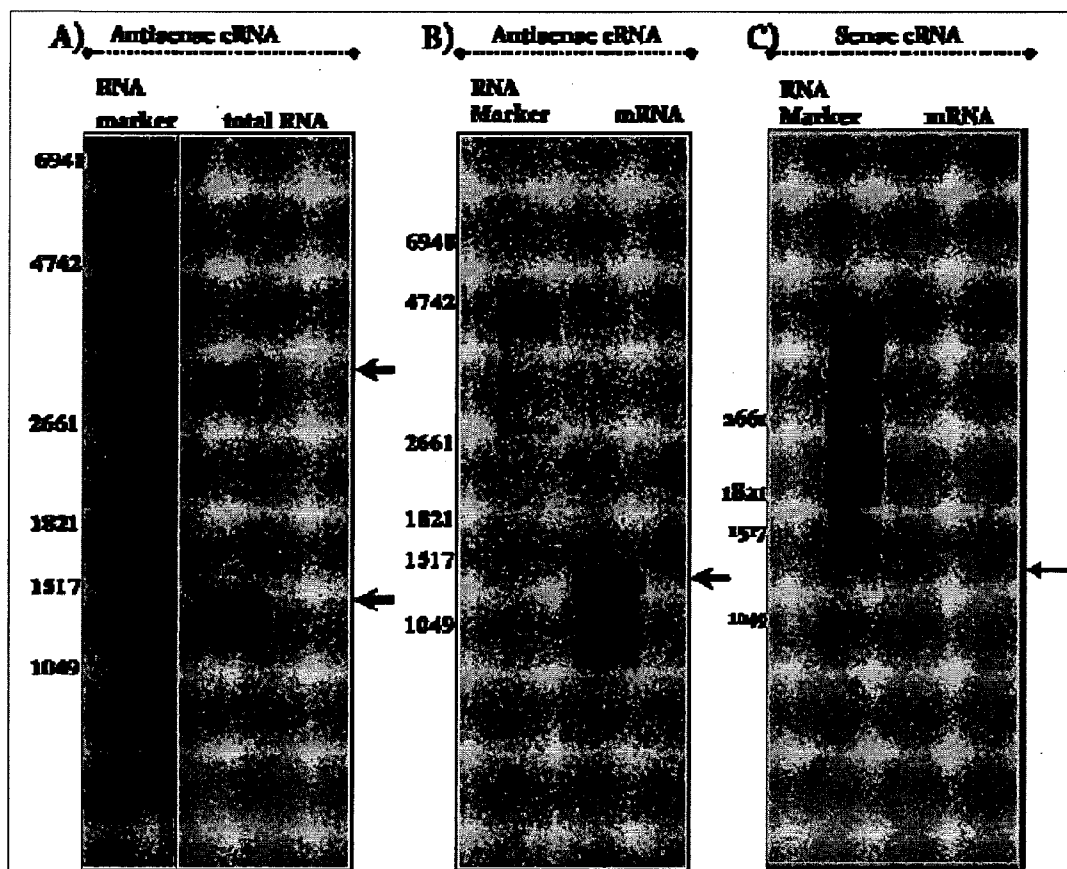 A) Antisense cRNA
RNA
marker total RNA
6948
4742
2661
1821
1517
1049
B) Antisense cRNA
RNA
Marker mRNA
6948
4742
2661
1821
1517
1049
C) Sense cRNA
RNA
Marker mRNA
2661
1821
1517
1049